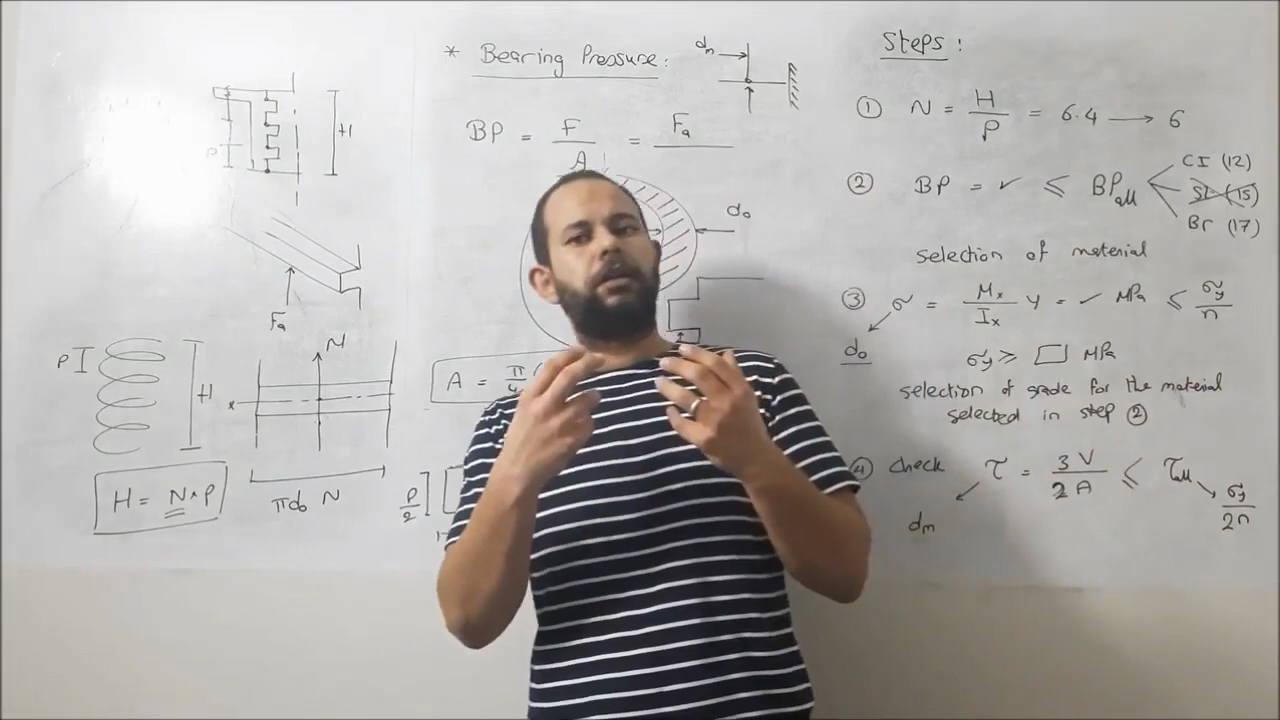 H
P
Fa
P
H
N
x
H = N*P
πdo N
* Bearing Pressure:
dm
BP = F/A = Fa
do
A = π/4
P/2
Steps:
① N = H/P = 6.4 → 6
② BP = ✓ ≤ BPall
CI (12)
St (15)
Br (17)
selection of material
③ σ = Mx/Ix y = ✓ MPa ≤ σy/n
do
σy ≥ □ MPa
selection of grade for the material
selected in step ②
④ check τ = 3V/2A ≤ τall
σy/2n
dm